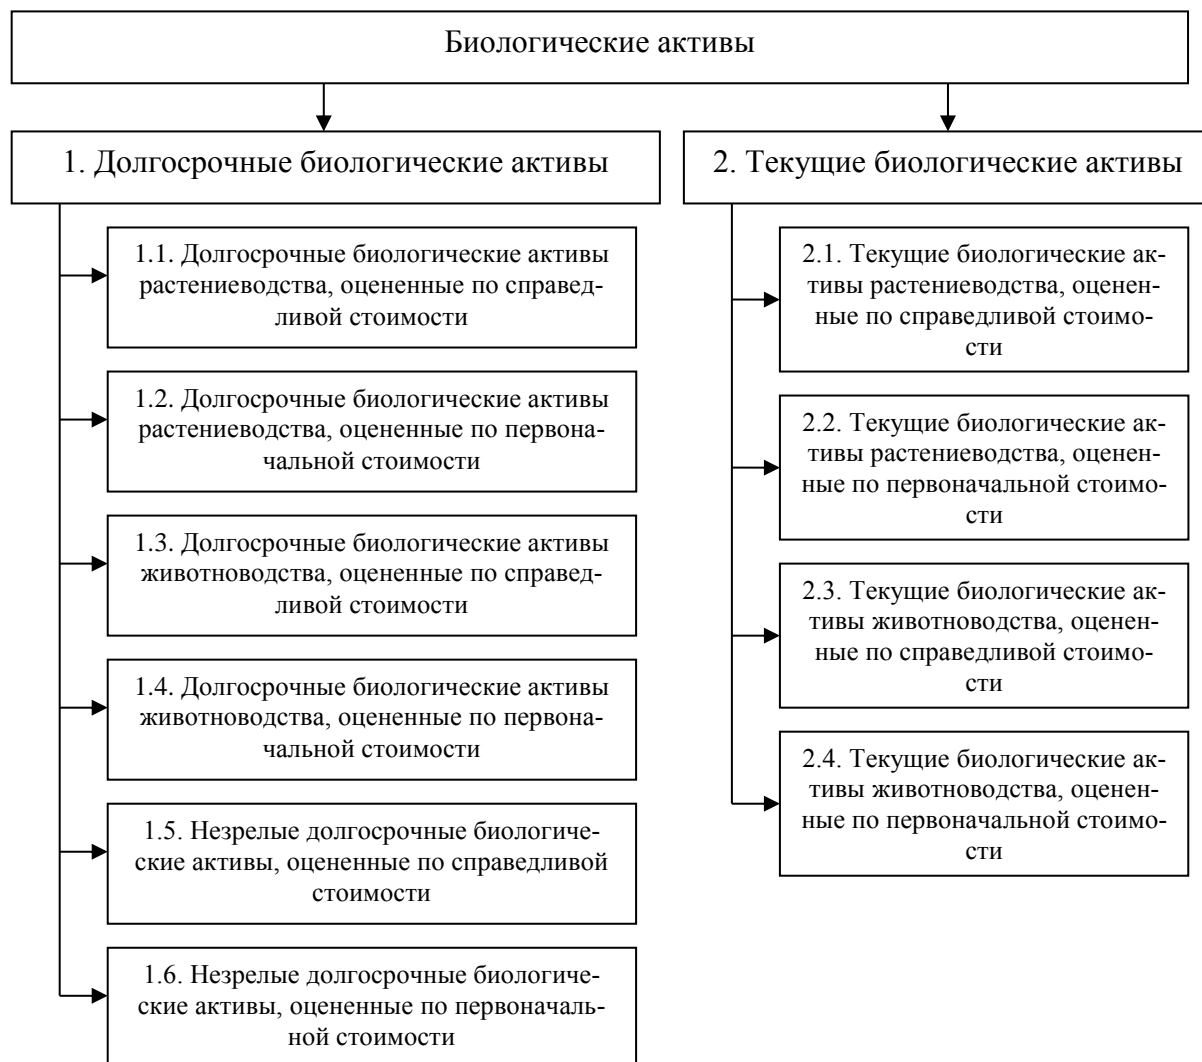 Биологические активы
1. Долгосрочные биологические активы
1.1. Долгосрочные биологические активы
растениеводства, оцененные по справед-
ливой стоимости
1.2. Долгосрочные биологические активы
растениеводства, оцененные по первона-
чальной стоимости
1.3. Долгосрочные биологические активы
животноводства, оцененные по справед-
ливой стоимости
1.4. Долгосрочные биологические активы
животноводства, оцененные по первона-
чальной стоимости
1.5. Незрелые долгосрочные биологиче-
ские активы, оцененные по справедливой
стоимости
1.6. Незрелые долгосрочные биологиче-
ские активы, оцененные по первоначаль-
ной стоимости
2. Текущие биологические активы
2.1. Текущие биологические ак-
тивы растениеводства, оценен-
ные по справедливой стоимо-
сти
2.2. Текущие биологические ак-
тивы растениеводства, оценен-
ные по первоначальной стоимо-
сти
2.3. Текущие биологические ак-
тивы животноводства, оценен-
ные по справедливой стоимо-
сти
2.4. Текущие биологические ак-
тивы животноводства, оценен-
ные по первоначальной стоимо-
сти